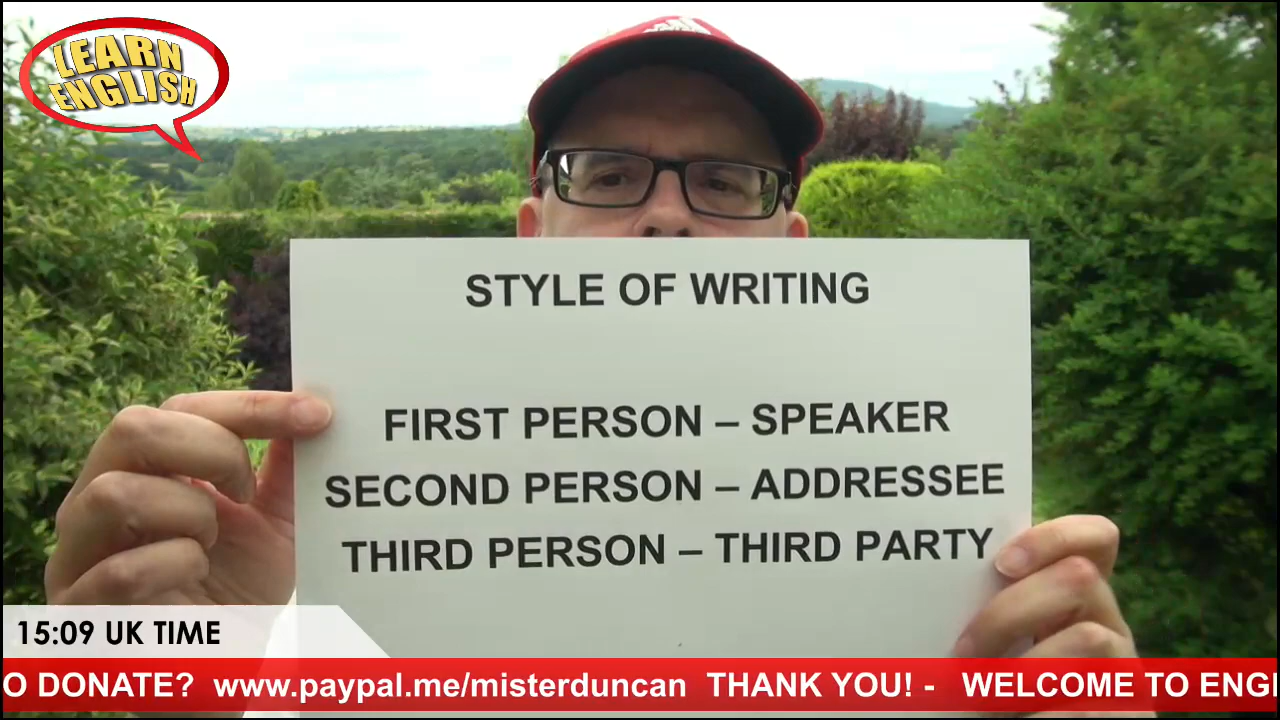 LEARN
ENGLISH
STYLE OF WRITING
FIRST PERSON – SPEAKER
SECOND PERSON – ADDRESSEE
THIRD PERSON – THIRD PARTY
15:09 UK TIME
O DONATE? www.paypal.me/misterduncan THANK YOU! - WELCOME TO ENGL